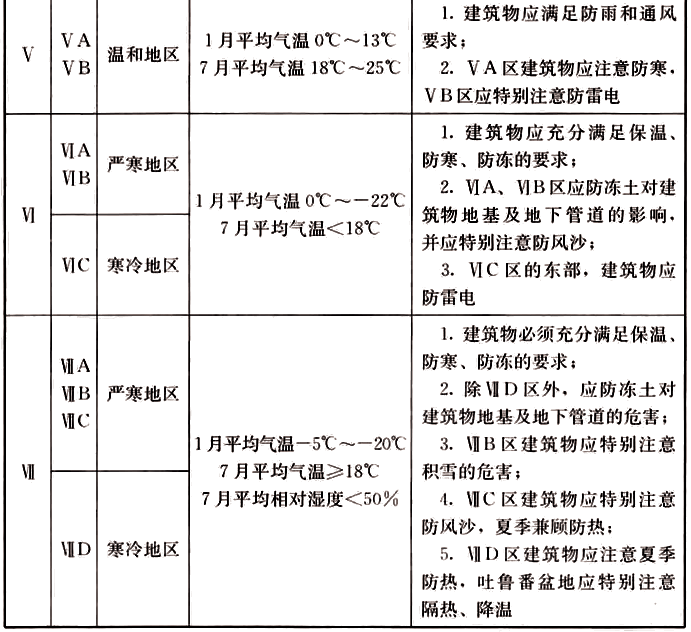 Ⅴ
ⅤA
ⅤB
温和地区
1月平均气温 0℃～13℃
7月平均气温 18℃～25℃
1. 建筑物应满足防雨和通风
要求；
2. ⅤA区建筑物应注意防寒，
ⅤB区应特别注意防雷电
Ⅵ
ⅥA
ⅥB
严寒地区
ⅥC
寒冷地区
1月平均气温 0℃～－22℃
7月平均气温＜18℃
1. 建筑物应充分满足保温、
防寒、防冻的要求；
2. ⅥA、ⅥB区应防冻土对建
筑物地基及地下管道的影响，
并应特别注意防风沙；
3. ⅥC区的东部，建筑物应
防雷电
Ⅶ
ⅦA
ⅦB
ⅦC
严寒地区
ⅦD
寒冷地区
1月平均气温－5℃～－20℃
7月平均气温≥18℃
7月平均相对湿度＜50%
1. 建筑物必须充分满足保温、
防寒、防冻的要求；
2. 除ⅦD区外，应防冻土对
建筑物地基及地下管道的危害；
3. ⅦB区建筑物应特别注意
积雪的危害；
4. ⅦC区建筑物应特别注意
防风沙，夏季兼顾防热；
5. ⅦD区建筑物应注意夏季
防热，吐鲁番盆地应特别注意
隔热、降温